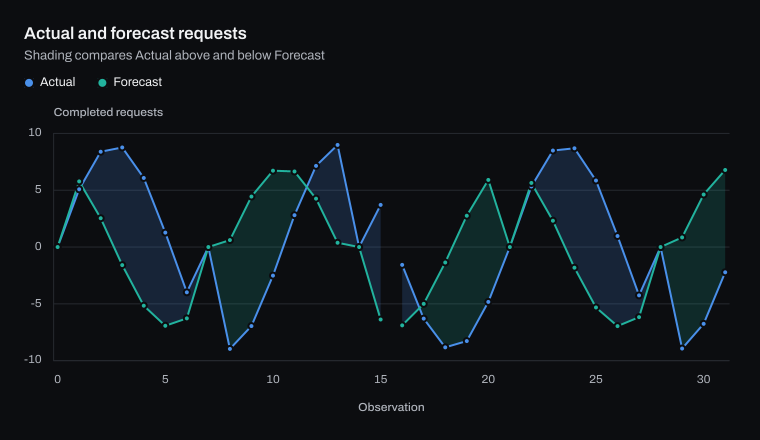 Actual and forecast requests
Shading compares Actual above and below Forecast
Actual Forecast
Completed requests
10
5
0
-5
-10
0 5 10 15 20 25 30
Observation